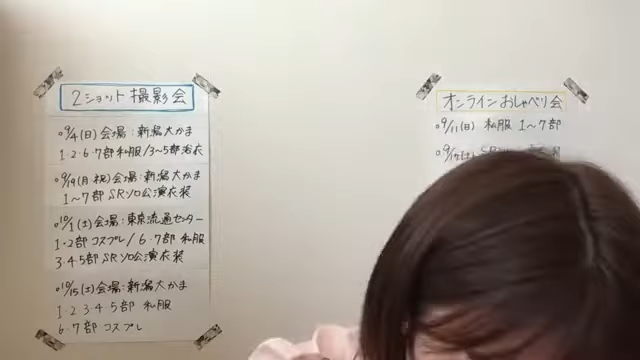 2ショット撮影会
○9/4(日)会場:新潟大かま
1・2・6・7部 私服/3~5部 浴衣
○9/19(月・祝)会場:新潟大かま
1~7部 SRソロ公演衣装
○10/1(土)会場:東京流通センター
1・2部 コスプレ/6・7部 私服
3・4・5部 SRソロ公演衣装
○10/15(土)会場:新潟大かま
1・2・3・4・5部 私服
6・7部 コスプレ
オンラインおしゃべり会
○9/11(日) 私服 1~7部